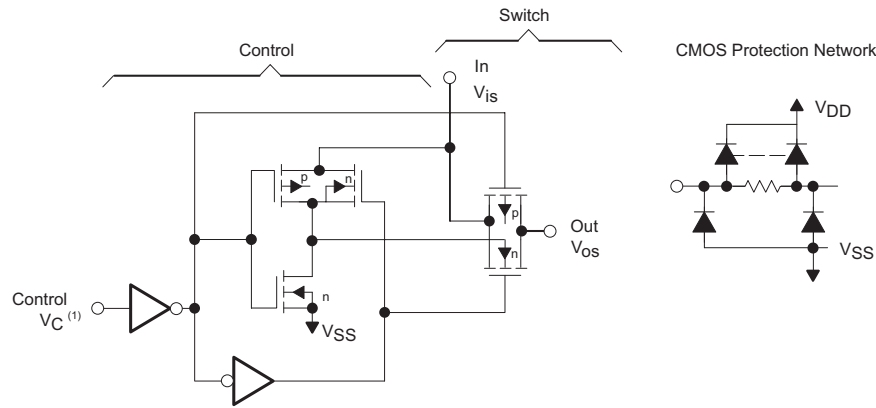 Switch
Control
In
Vis
CMOS Protection Network
VDD
p
n
p
Out
Vos
n
VSS
n
Control
VC (1)
VSS